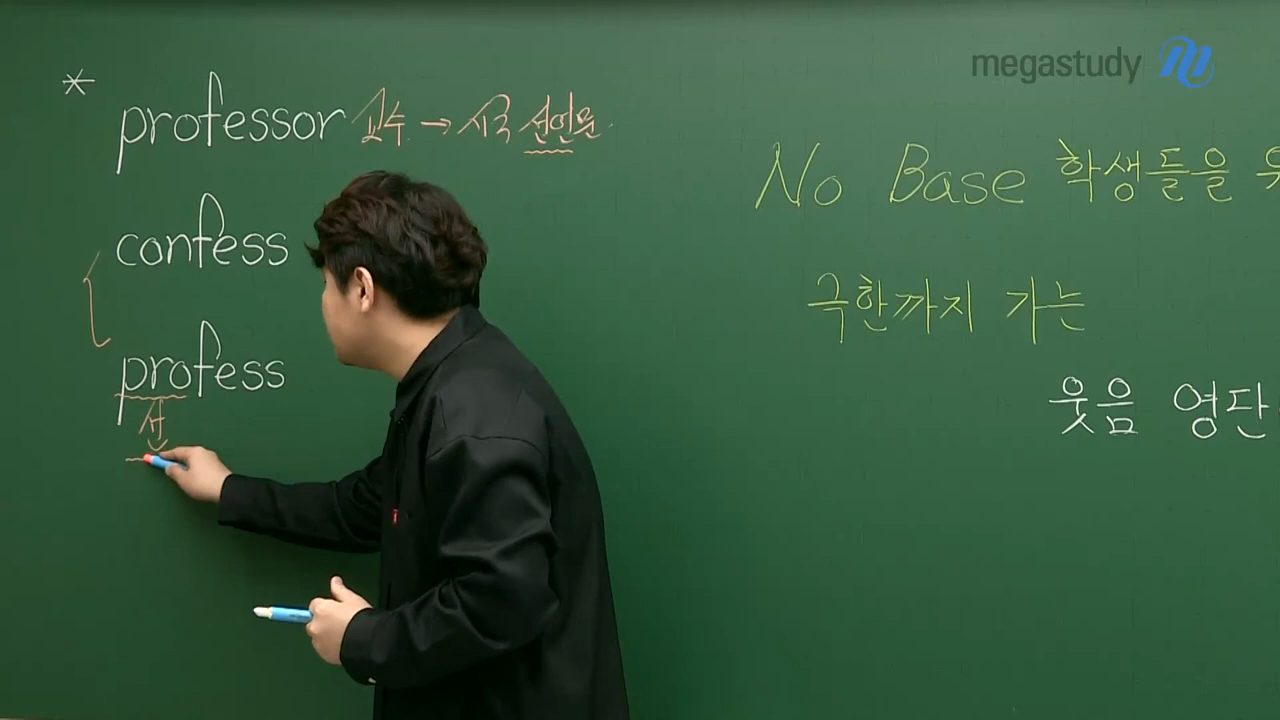 megastudy
* professor 교수 → 시국 선언문
confess
profess
No Base 학생들을
극한까지 가는
웃음 영단